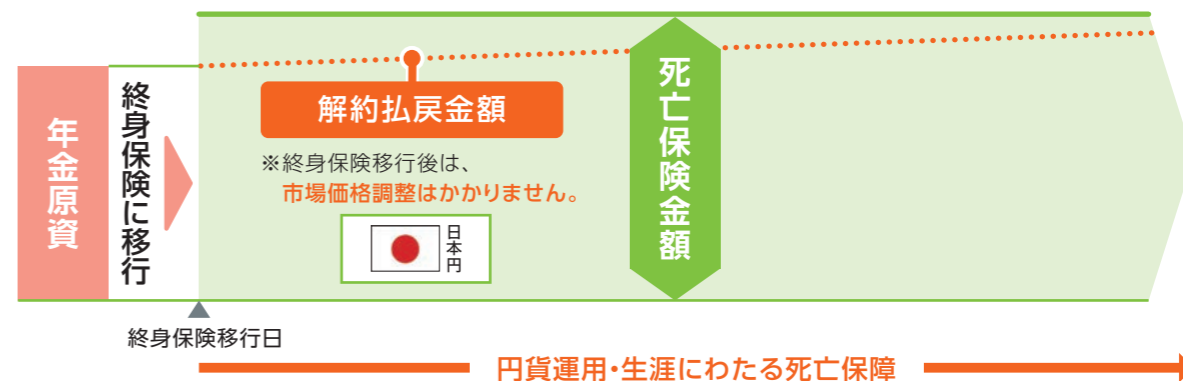 年金原資
終身保険に移行
解約払戻金額
※終身保険移行後は、
市場価格調整はかかりません。
日本円
死亡保険金額
終身保険移行日
円貨運用・生涯にわたる死亡保障